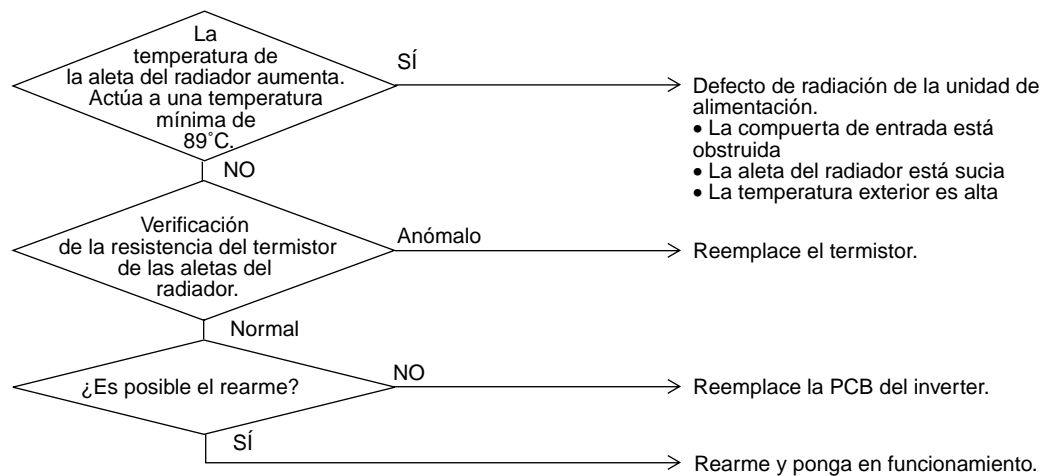 La
temperatura de
la aleta del radiador aumenta.
Actúa a una temperatura
mínima de
89˚C.
SÍ
Defecto de radiación de la unidad de
alimentación.
• La compuerta de entrada está
obstruida
• La aleta del radiador está sucia
• La temperatura exterior es alta
NO
Verificación
de la resistencia del termistor
de las aletas del
radiador.
Anómalo
Reemplace el termistor.
Normal
¿Es posible el rearme?
NO
Reemplace la PCB del inverter.
SÍ
Rearme y ponga en funcionamiento.